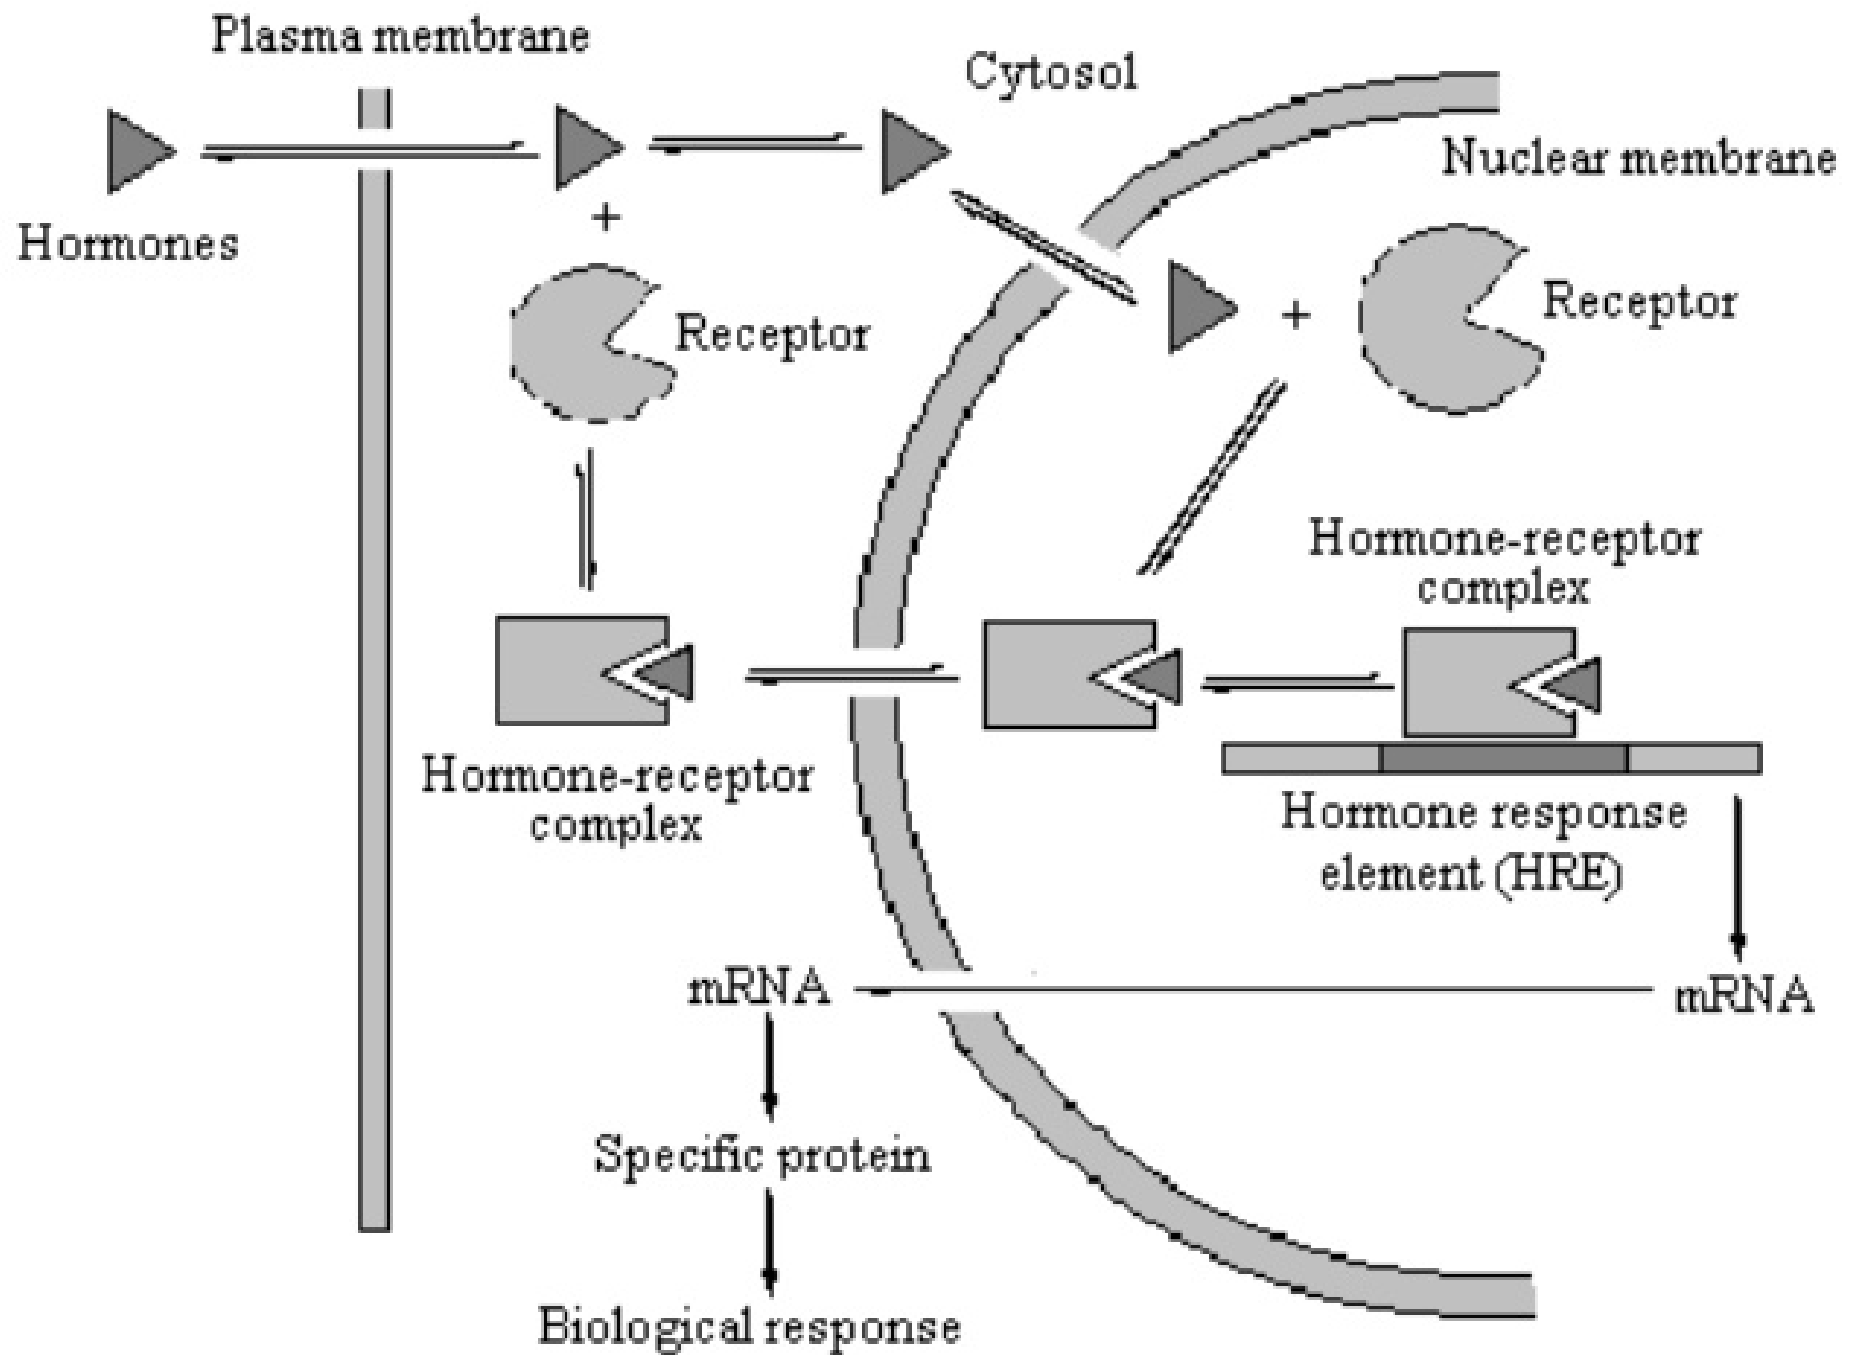 Plasma membrane
Cytosol
Nuclear membrane
Hormones
+
Receptor
+
Receptor
Hormone-receptor
complex
Hormone-receptor
complex
Hormone response
element (HRE)
mRNA
mRNA
Specific protein
Biological response